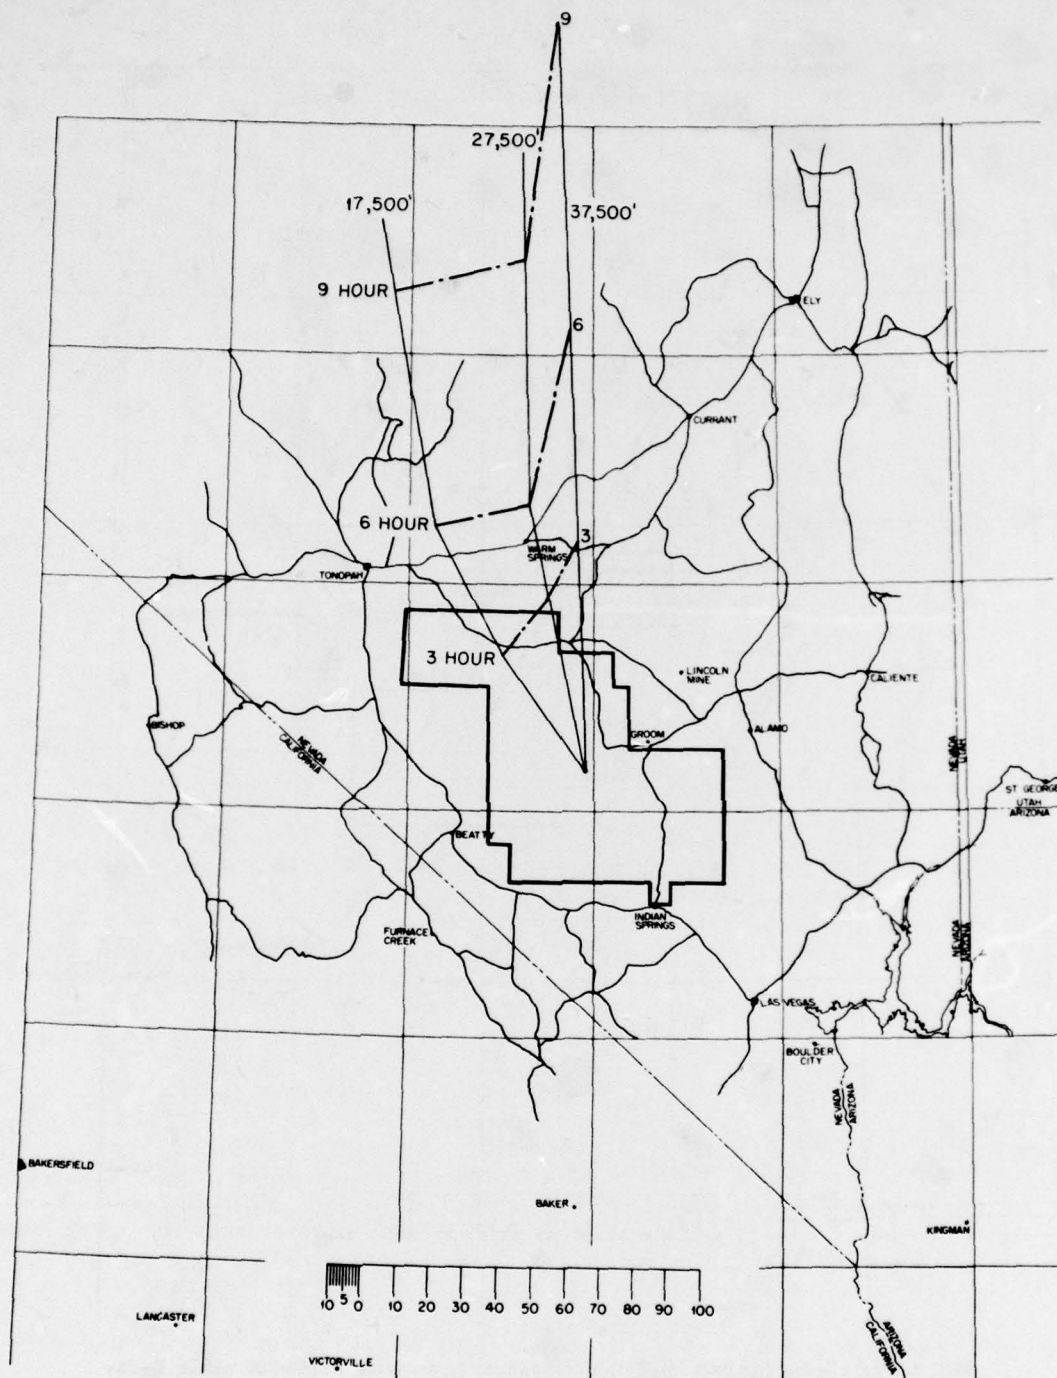 9
27,500'
17,500'
37,500'
9 HOUR
ELY
6
CURRANT
6 HOUR
3
WARM
SPRINGS
TONOPAH
3 HOUR
LINCOLN
MINE
CALIENTE
BISHOP
GROOM
ALAMO
NEVADA
CALIFORNIA
NEVADA
UTAH
ST GEORGE
UTAH
ARIZONA
BEATTY
INDIAN
SPRINGS
FURNACE
CREEK
NEVADA
ARIZONA
LAS VEGAS
BOULDER
CITY
NEVADA
ARIZONA
BAKERSFIELD
BAKER
KINGMAN
10 5 0 10 20 30 40 50 60 70 80 90 100
LANCASTER
ARIZONA
CALIFORNIA
VICTORVILLE